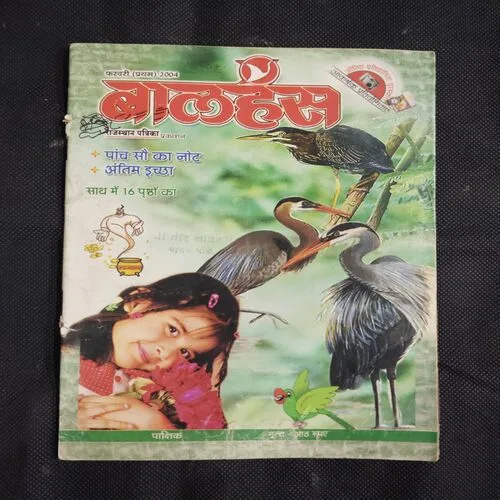 फरवरी (प्रथम) 2004
बालहंस
राजस्थान पत्रिका प्रकाशन
पांच सौ का नोट
अंतिम इच्छा
साथ में 16 पृष्ठों का
पाक्षिक
मूल्य आठ रुपए